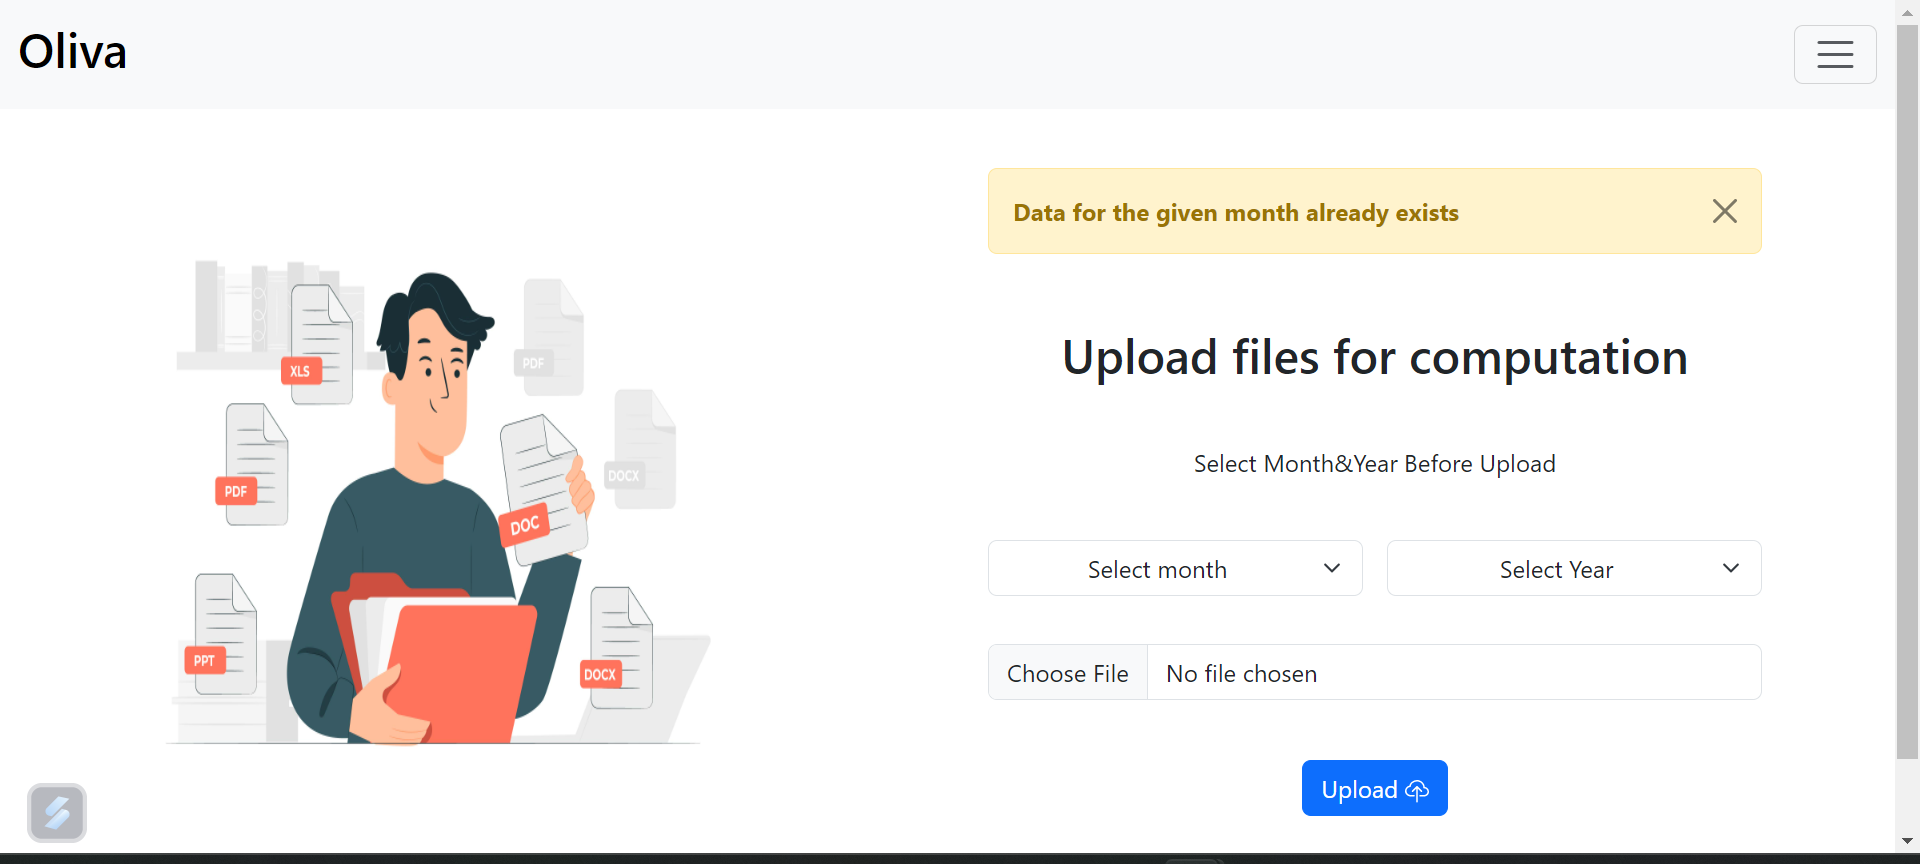 Oliva
Data for the given month already exists
Upload files for computation
Select Month&Year Before Upload
Select month
Select Year
Choose File
No file chosen
Upload
XLS
PDF
PDF
DOCX
DOC
PPT
DOCX